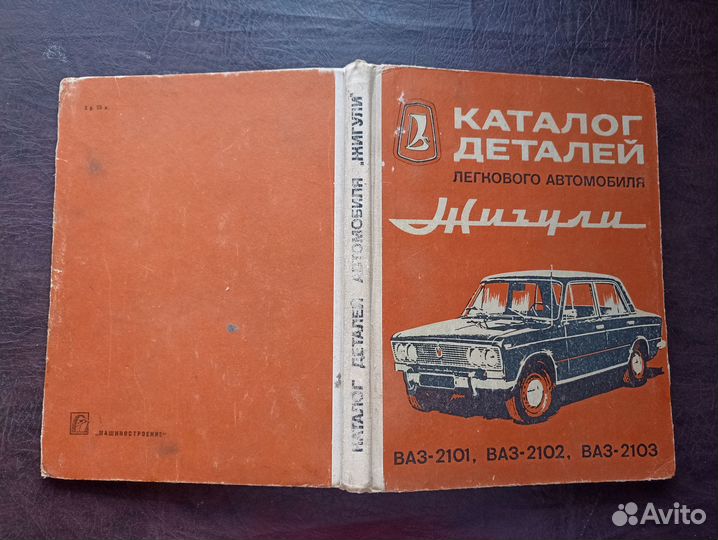 КАТАЛОГ
ДЕТАЛЕЙ
ЛЕГКОВОГО АВТОМОБИЛЯ
Жигули
ВАЗ-2101, ВАЗ-2102, ВАЗ-2103
КАТАЛОГ ДЕТАЛЕЙ АВТОМОБИЛЯ „ЖИГУЛИ"
„МАШИНОСТРОЕНИЕ"
Avito